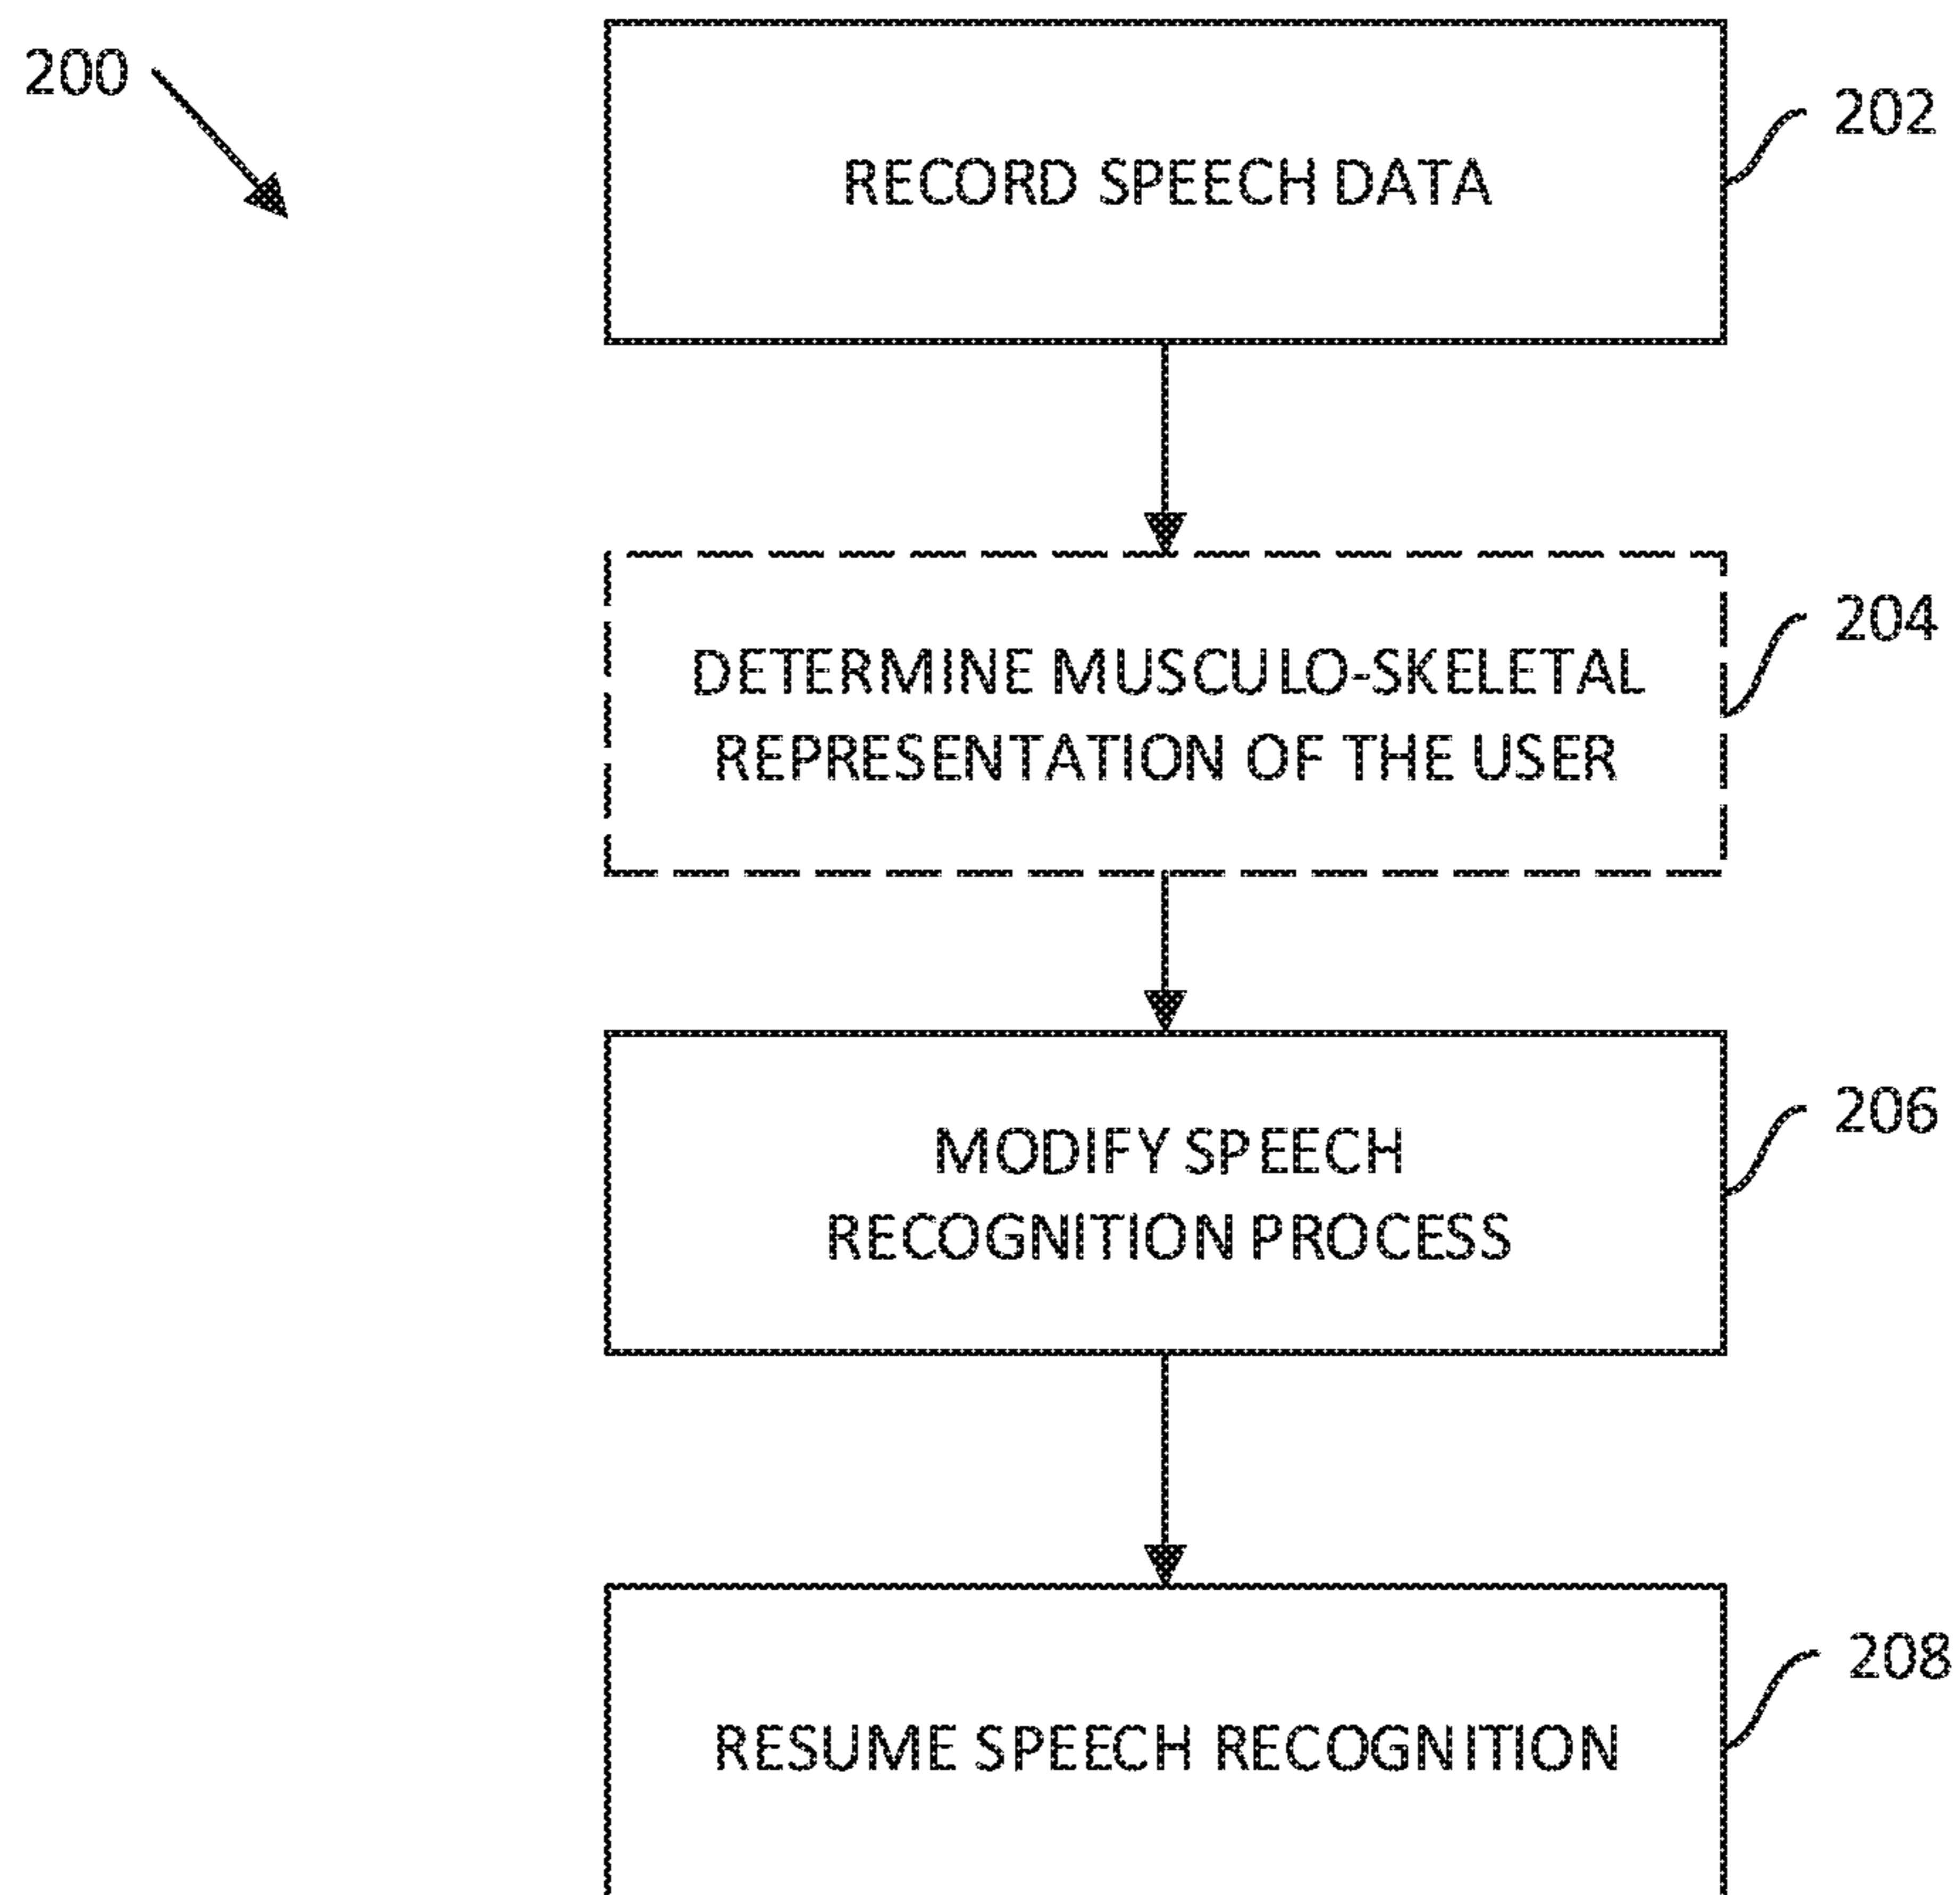 200
202
RECORD SPEECH DATA
204
DETERMINE MUSCULO-SKELETAL
REPRESENTATION OF THE USER
206
MODIFY SPEECH
RECOGNITION PROCESS
208
RESUME SPEECH RECOGNITION